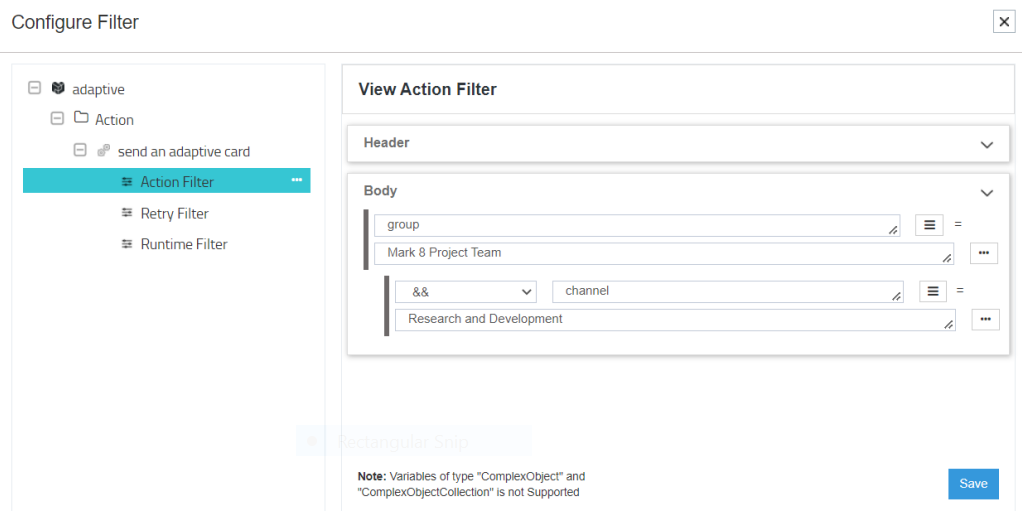 Configure Filter
adaptive
Action
send an adaptive card
Action Filter
Retry Filter
Runtime Filter
View Action Filter
Header
Body
group =
Mark 8 Project Team
&& channel =
Research and Development
Rectangular Snip
Note: Variables of type "ComplexObject" and
"ComplexObjectCollection" is not Supported
Save